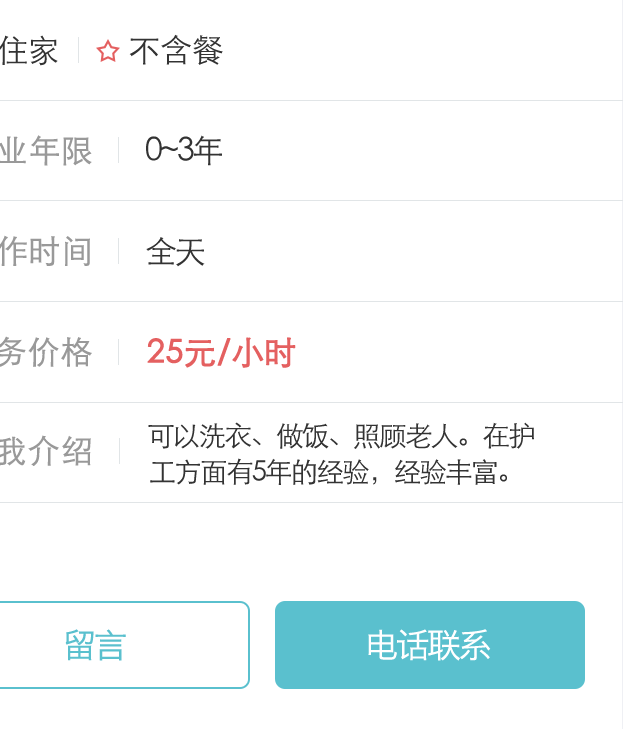 住家 不含餐
业年限 0~3年
作时间 全天
务价格 25元/小时
我介绍 可以洗衣、做饭、照顾老人。在护
工方面有5年的经验，经验丰富。
留言 电话联系